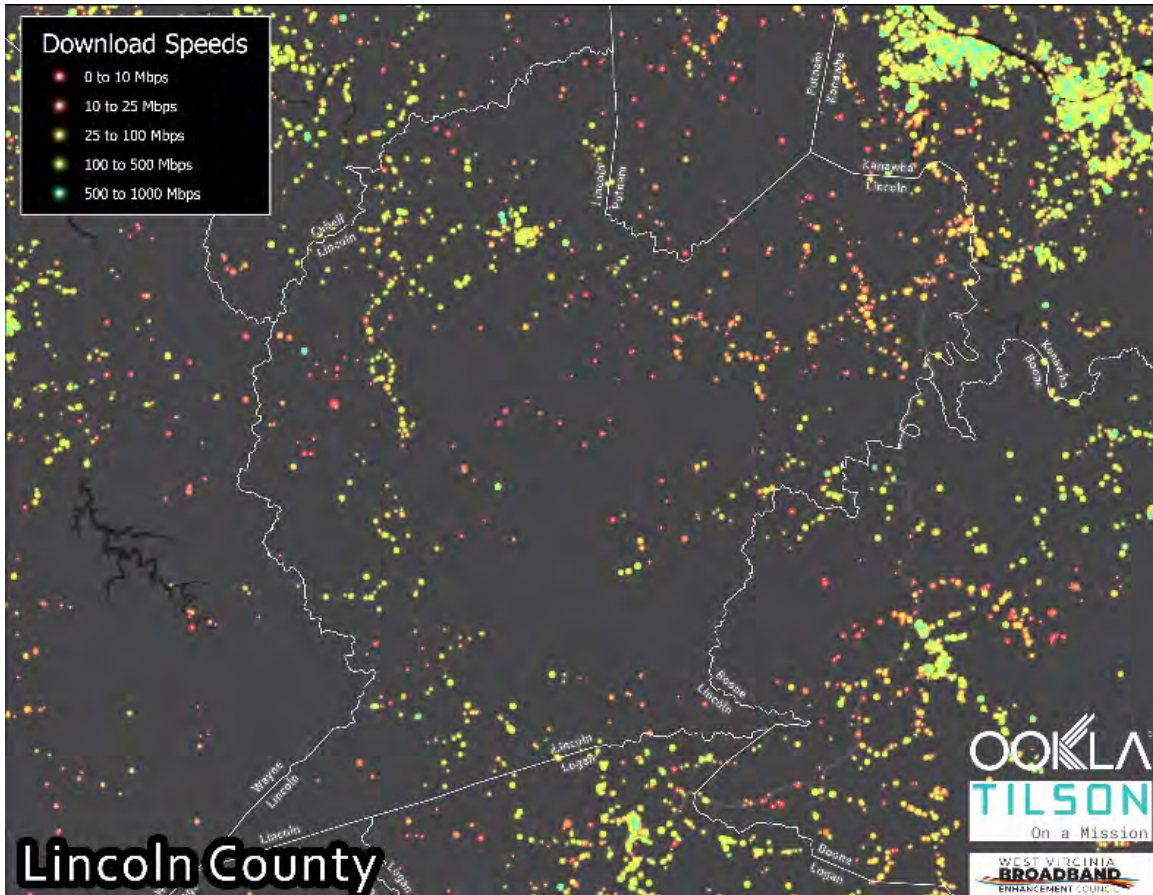 Download Speeds
0 to 10 Mbps
10 to 25 Mbps
25 to 100 Mbps
100 to 500 Mbps
500 to 1000 Mbps
Putnam
Kanawha
Lincoln
Putnam
Kanawha
Lincoln
Cabell
Lincoln
Kanawha
Boone
Boone
Lincoln
Wayne
Lincoln
Lincoln
Logan
Lincoln
Logan
Boone
Logan
Lincoln County
OOKLA
TILSON
On a Mission
WEST VIRGINIA
BROADBAND
ENHANCEMENT COUNCIL